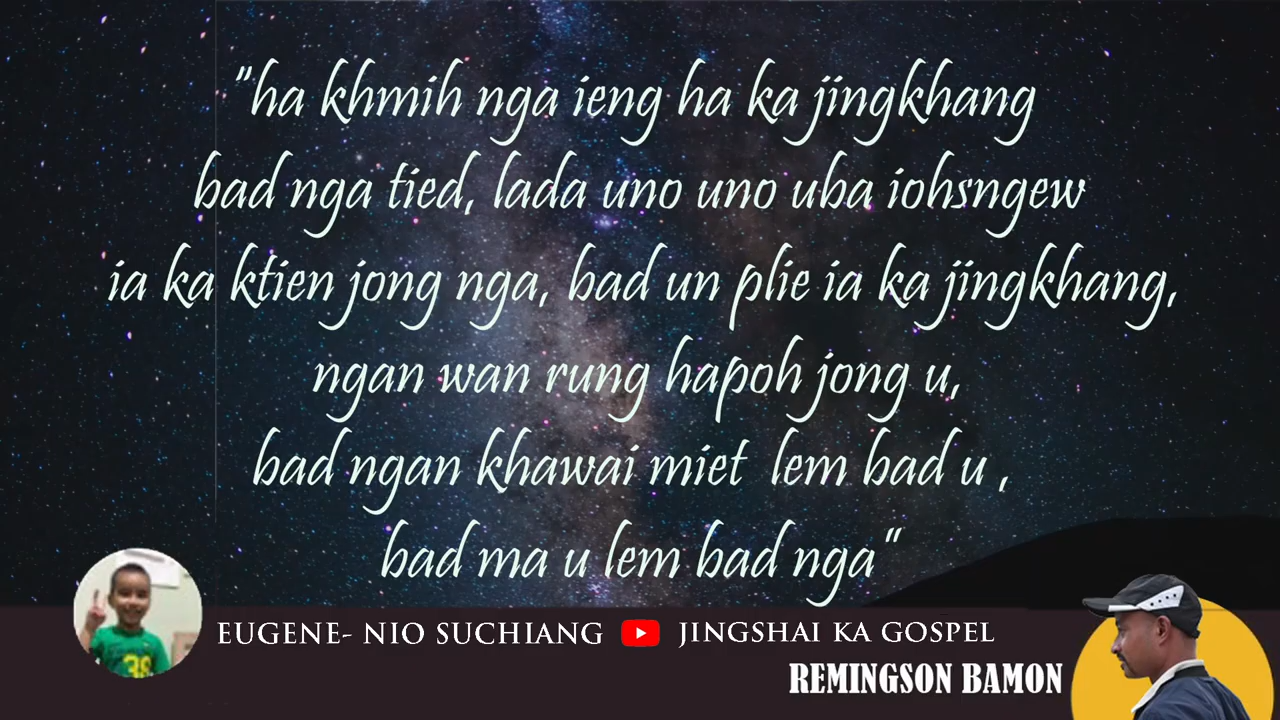 "ha khmih nga ieng ha ka jingkhang
bad nga tied, lada uno uno uba iohsngew
ia ka ktien jong nga, bad un plie ia ka jingkhang,
ngan wan rung hapoh jong u,
bad ngan khawai miet lem bad u ,
bad ma u lem bad nga"
EUGENE- NIO SUCHIANG JINGSHAI KA GOSPEL
REMINGSON BAMON
38